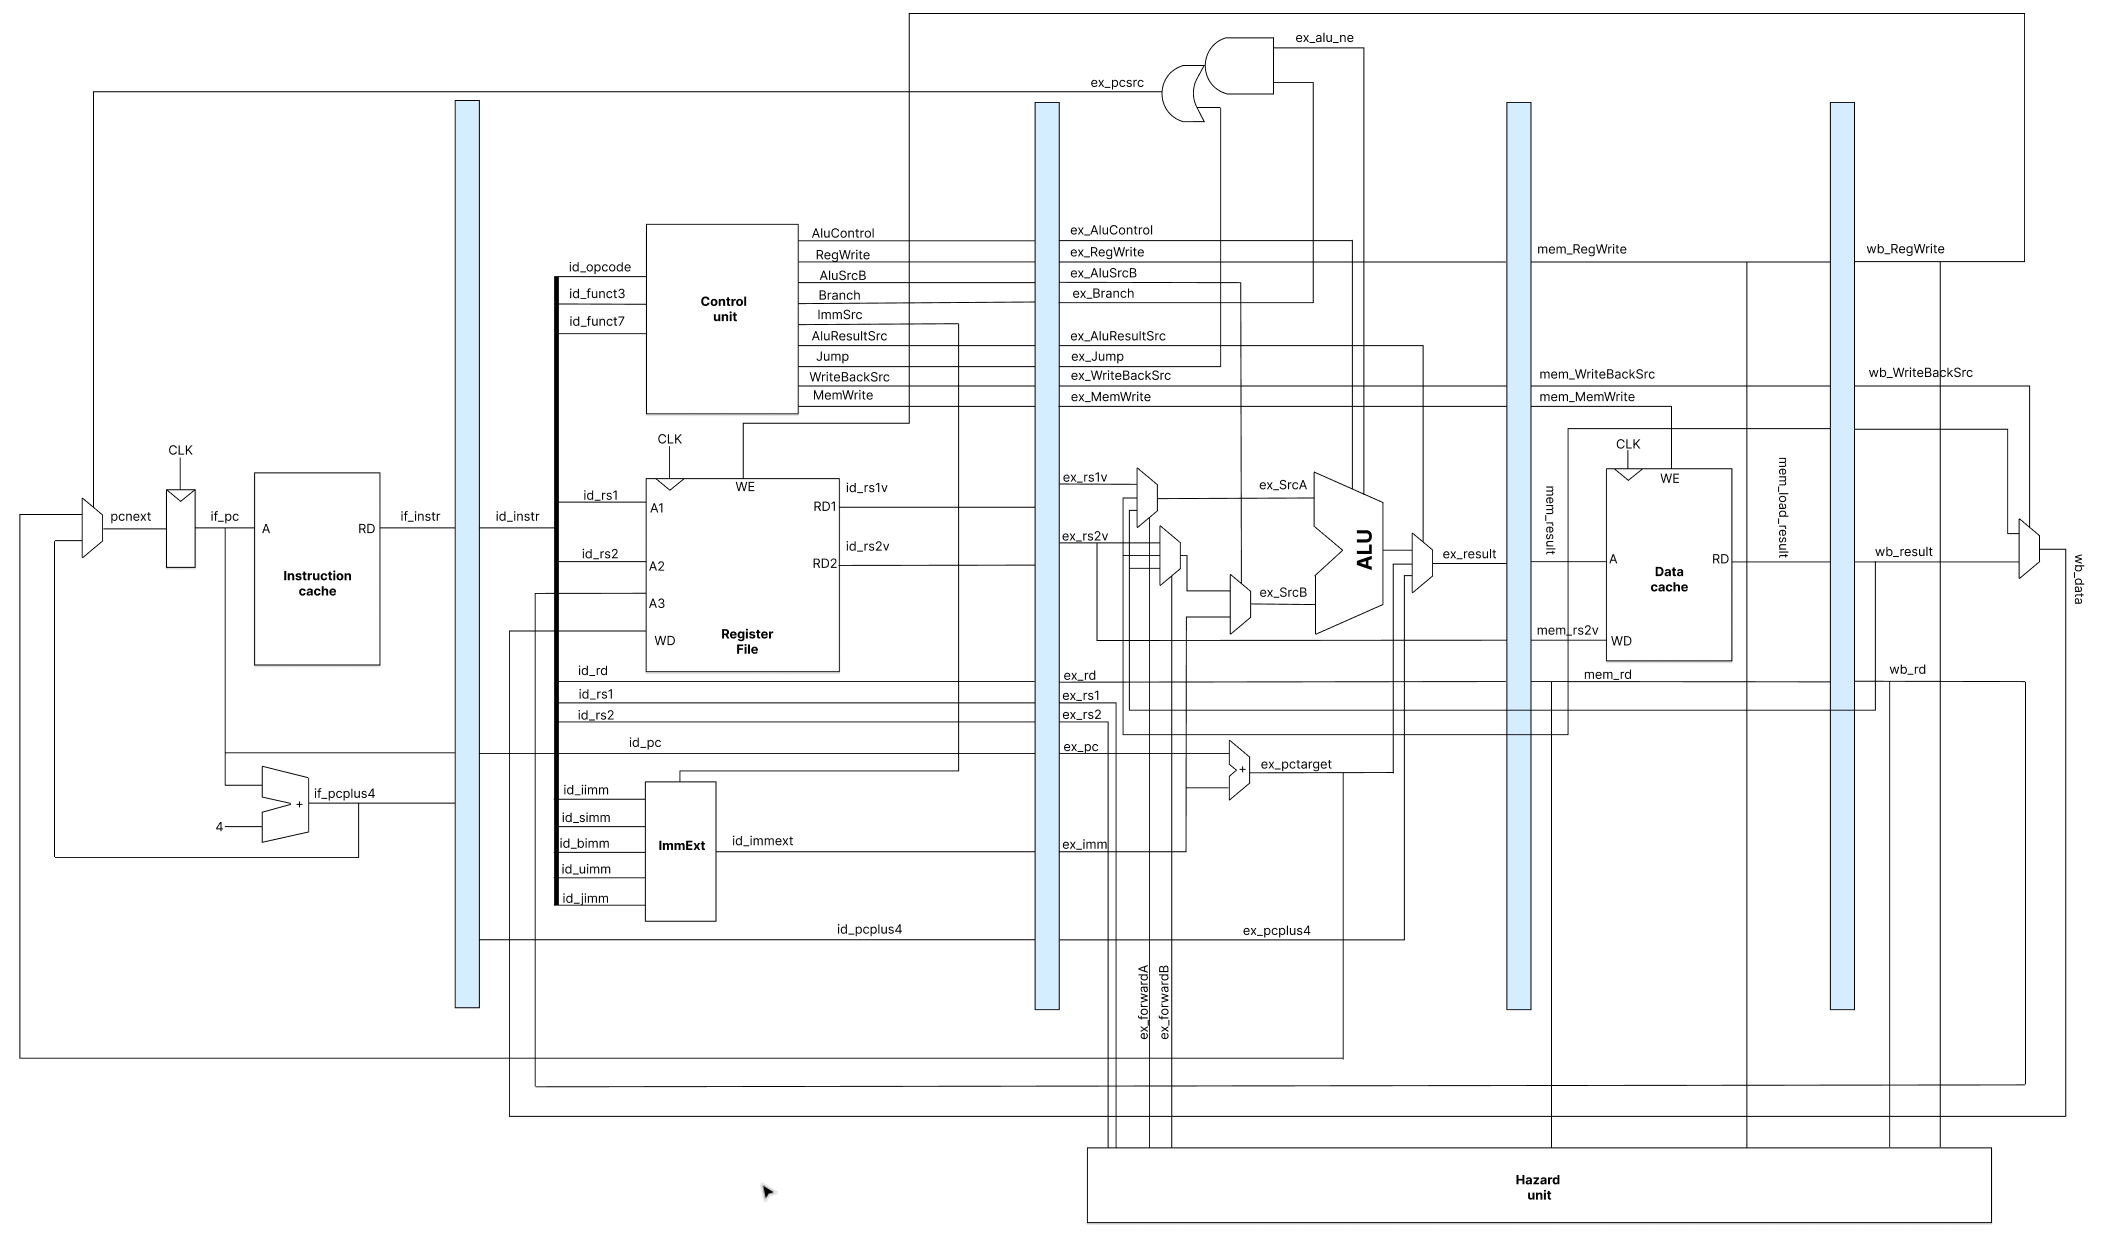 ex_alu_ne
ex_pcsrc
AluControl
RegWrite
AluSrcB
Branch
ImmSrc
AluResultSrc
Jump
WriteBackSrc
MemWrite
ex_AluControl
ex_RegWrite
ex_AluSrcB
ex_Branch
ex_AluResultSrc
ex_Jump
ex_WriteBackSrc
ex_MemWrite
mem_RegWrite
mem_WriteBackSrc
mem_MemWrite
wb_RegWrite
wb_WriteBackSrc
id_opcode
id_funct3
id_funct7
Control
unit
CLK
pcnext
if_pc
A
RD
Instruction
cache
if_instr
id_instr
CLK
WE
id_rs1
A1
id_rs2
A2
A3
WD
RD1
RD2
Register
File
id_rs1v
id_rs2v
ex_rs1v
ex_rs2v
ex_SrcA
ex_SrcB
ALU
ex_result
mem_result
CLK
WE
A
RD
Data
cache
WD
mem_rs2v
mem_load_result
wb_result
wb_data
id_rd
id_rs1
id_rs2
id_pc
ex_rd
ex_rs1
ex_rs2
ex_pc
mem_rd
wb_rd
+
ex_pctarget
if_pcplus4
+
4
id_iimm
id_simm
id_bimm
id_uimm
id_jimm
ImmExt
id_immext
ex_imm
id_pcplus4
ex_pcplus4
ex_forwardA
ex_forwardB
Hazard
unit